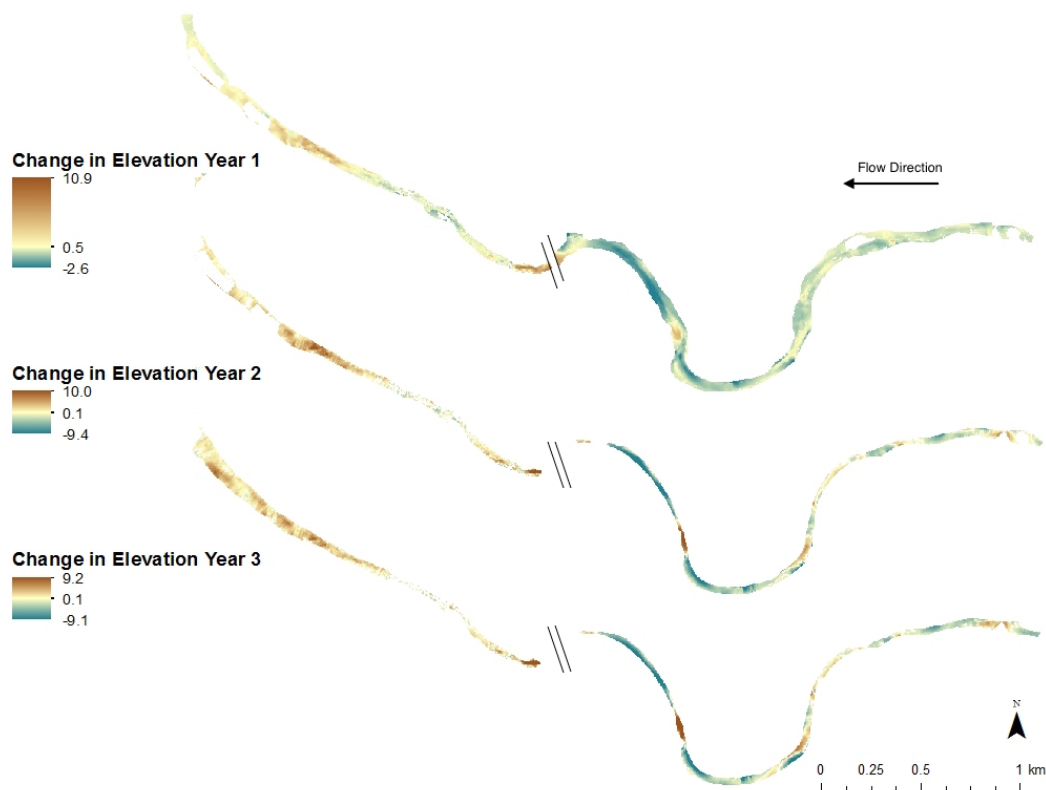 Change in Elevation Year 1
10.9
0.5
-2.6
Flow Direction
Change in Elevation Year 2
10.0
0.1
-9.4
Change in Elevation Year 3
9.2
0.1
-9.1
N
0 0.25 0.5 1 km